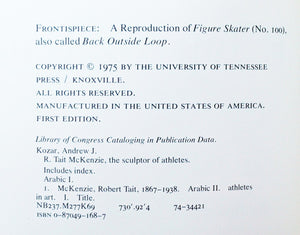 FRONTISPIECE: A Reproduction of Figure Skater (No. 100),
also called Back Outside Loop.
COPYRIGHT © 1975 BY THE UNIVERSITY OF TENNESSEE
PRESS / KNOXVILLE.
ALL RIGHTS RESERVED.
MANUFACTURED IN THE UNITED STATES OF AMERICA.
FIRST EDITION.
Library of Congress Cataloging in Publication Data.
Kozar, Andrew J.
R. Tait McKenzie, the sculptor of athletes.
Includes index.
Arabic I.
1. McKenzie, Robert Tait, 1867–1938. Arabic II. athletes
in art. I. Title.
NB237.M277K69 730'.92'4 74-34421
ISBN 0-87049-168-7